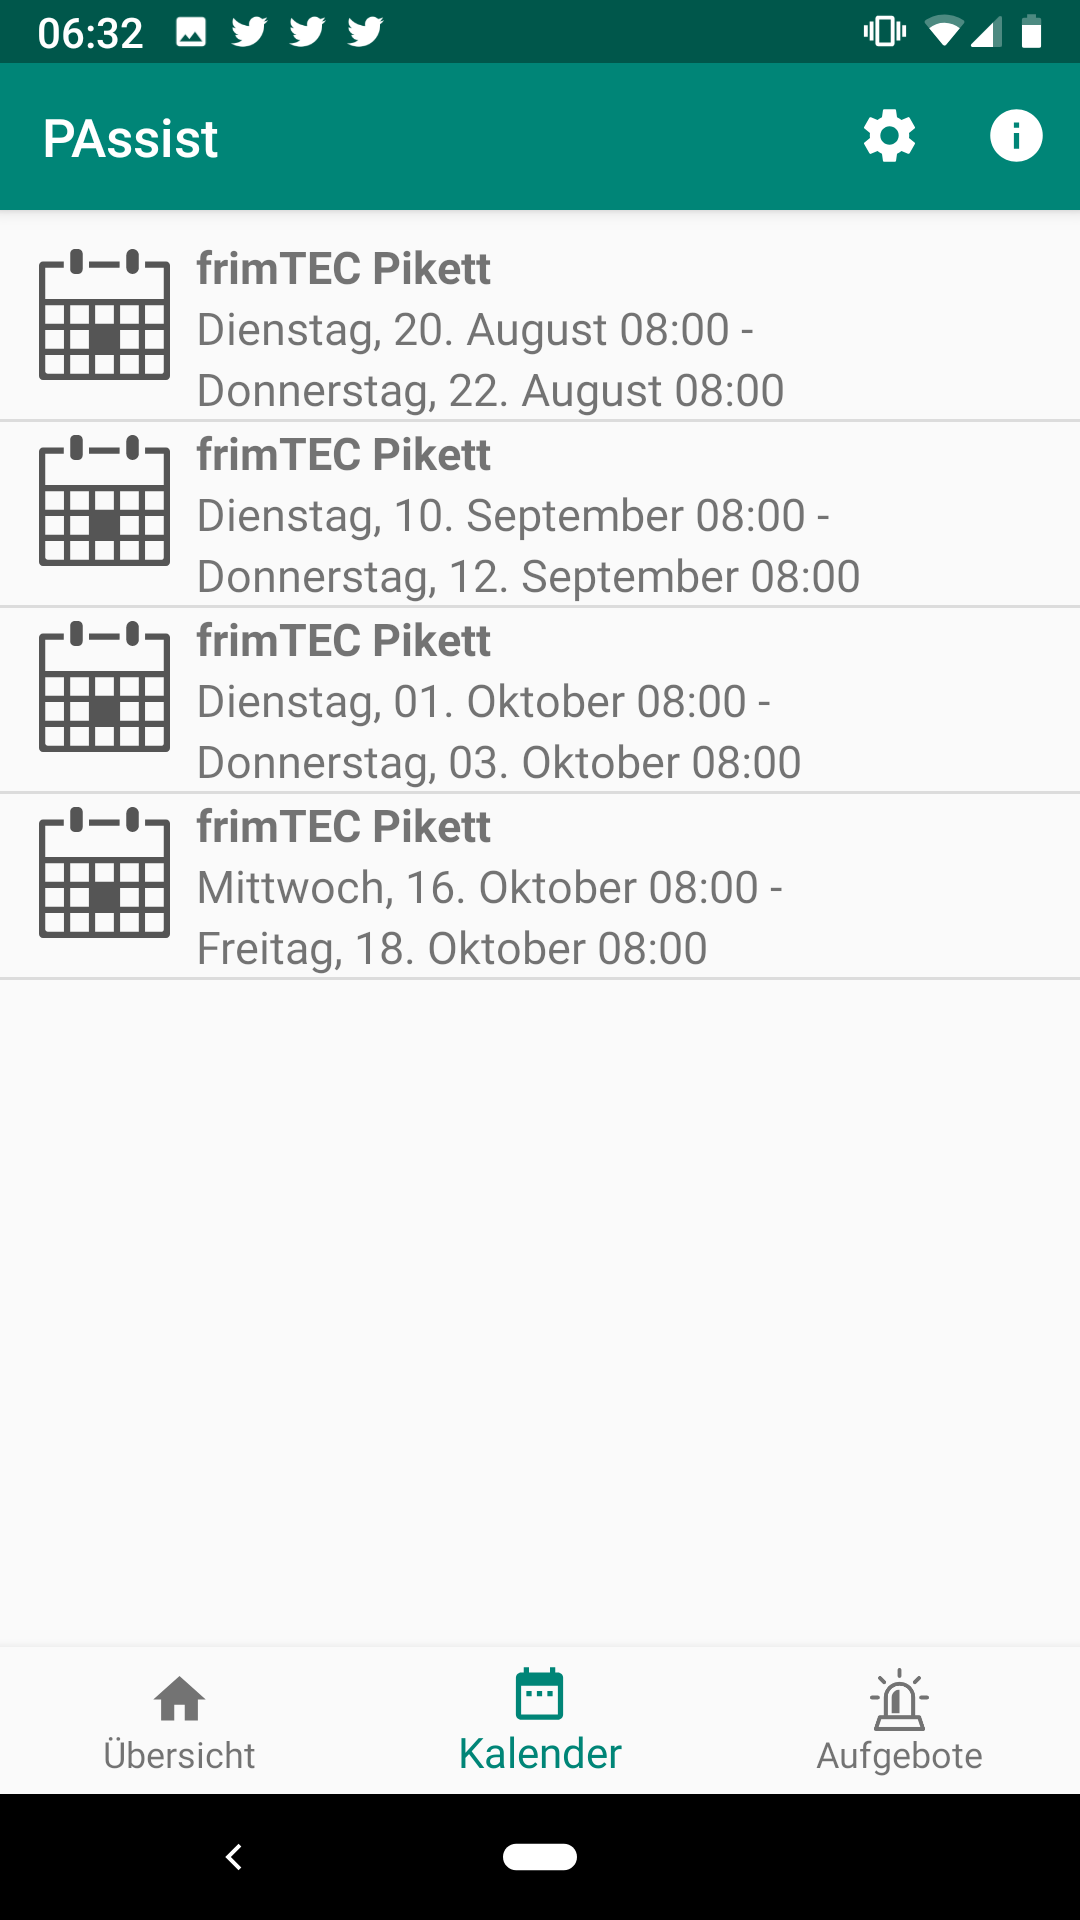 06:32
PAssist
frimTEC Pikett
Dienstag, 20. August 08:00 -
Donnerstag, 22. August 08:00
frimTEC Pikett
Dienstag, 10. September 08:00 -
Donnerstag, 12. September 08:00
frimTEC Pikett
Dienstag, 01. Oktober 08:00 -
Donnerstag, 03. Oktober 08:00
frimTEC Pikett
Mittwoch, 16. Oktober 08:00 -
Freitag, 18. Oktober 08:00
Übersicht
Kalender
Aufgebote